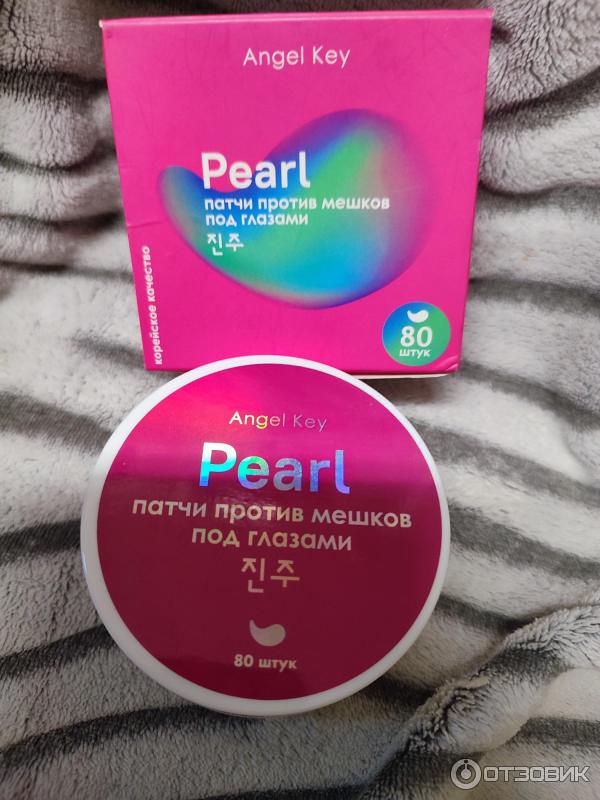 Angel Key
Pearl
патчи против мешков
под глазами
진주
корейское качество
80
штук
Angel Key
Pearl
патчи против мешков
под глазами
진주
80 штук
ОТЗОВИК